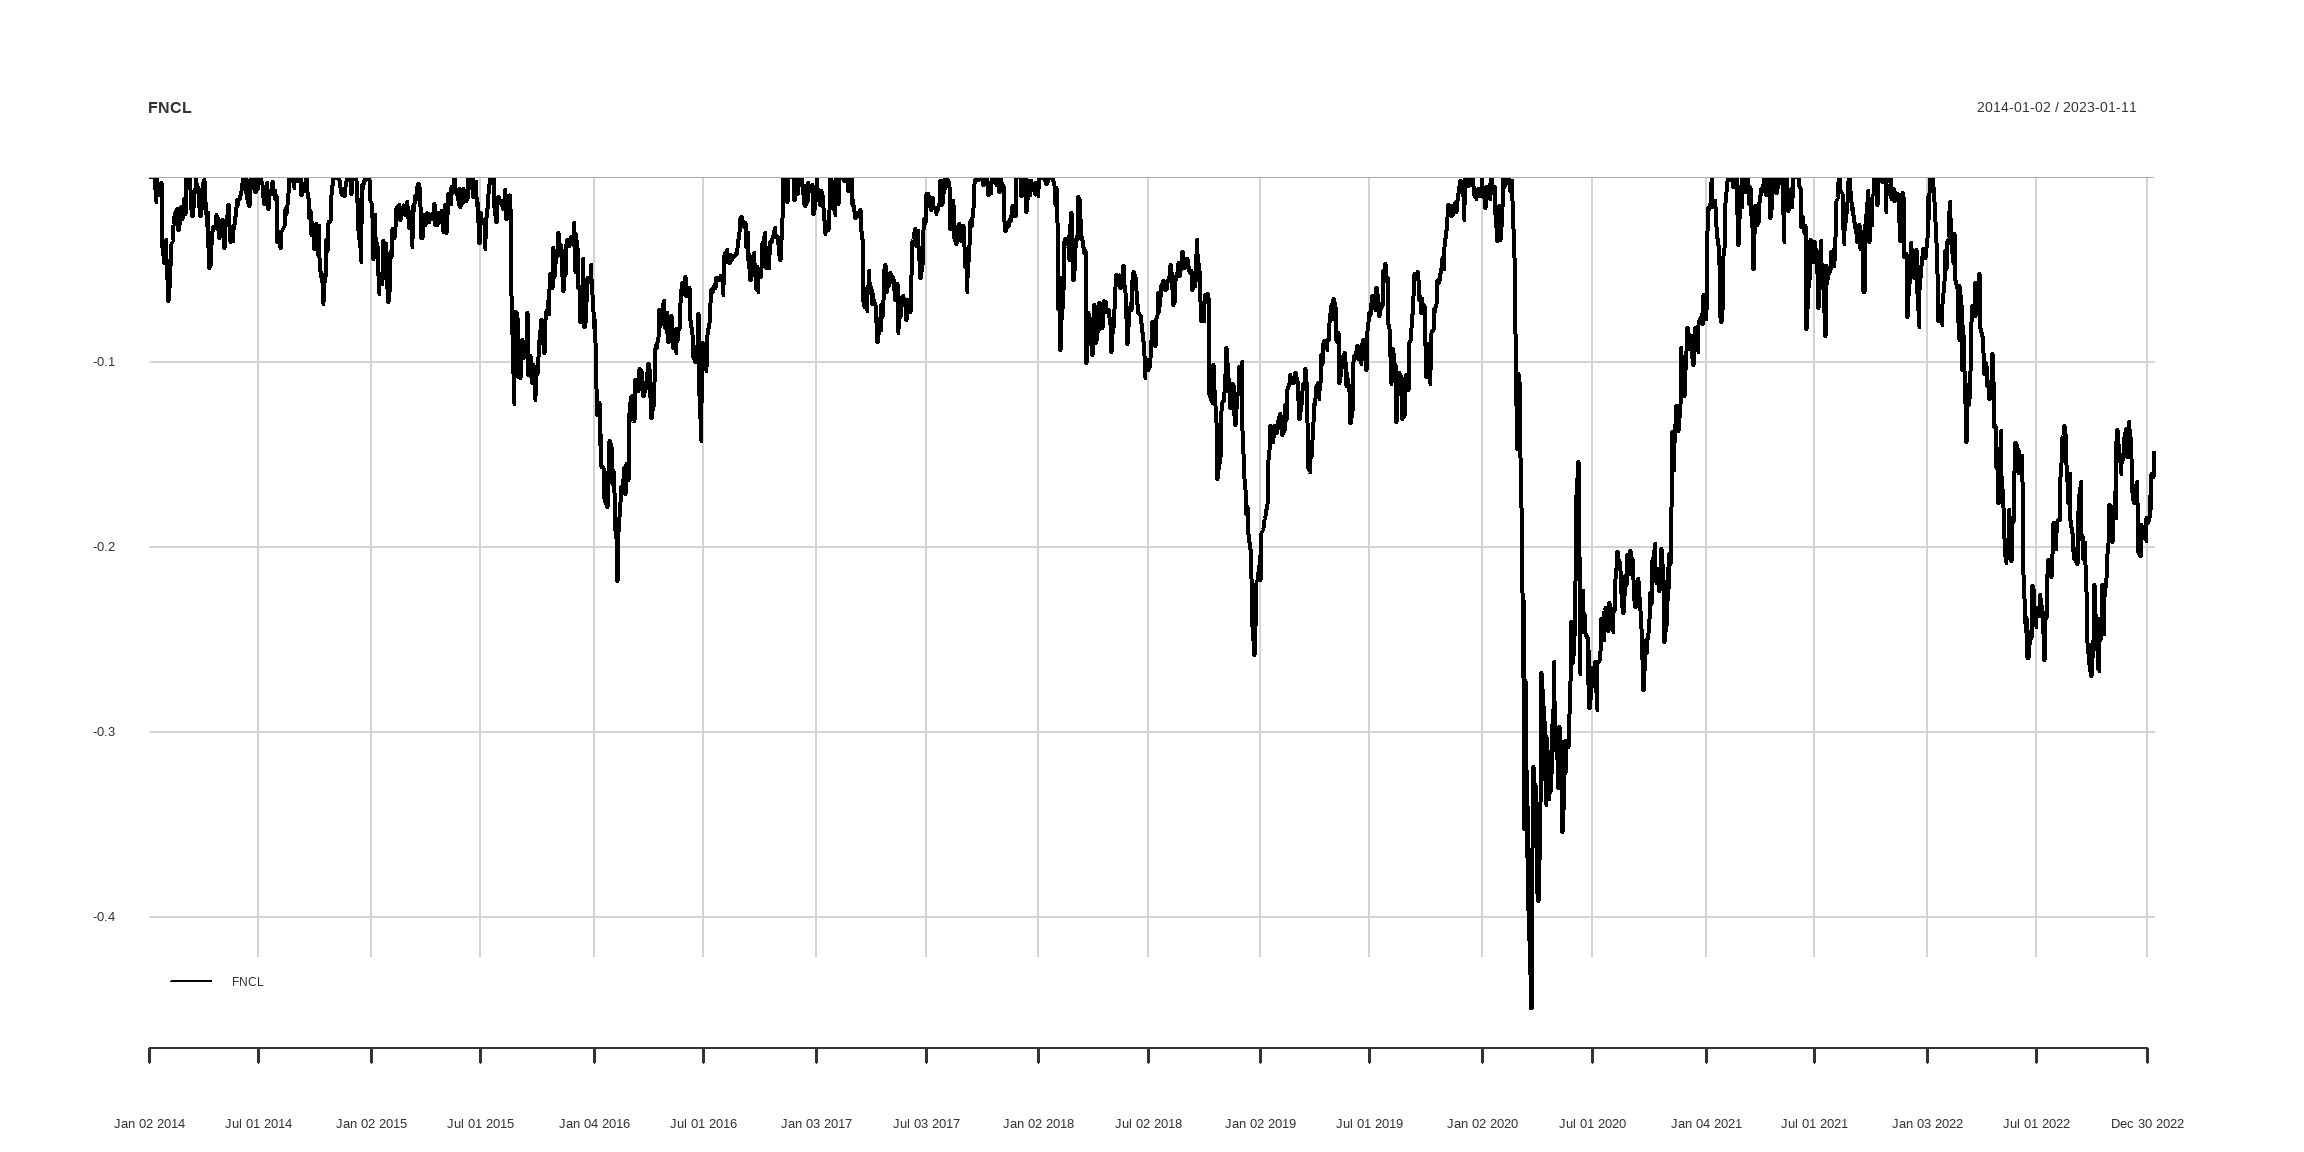 FNCL
2014-01-02 / 2023-01-11
-0.1
-0.2
-0.3
-0.4
FNCL
Jan 02 2014
Jul 01 2014
Jan 02 2015
Jul 01 2015
Jan 04 2016
Jul 01 2016
Jan 03 2017
Jul 03 2017
Jan 02 2018
Jul 02 2018
Jan 02 2019
Jul 01 2019
Jan 02 2020
Jul 01 2020
Jan 04 2021
Jul 01 2021
Jan 03 2022
Jul 01 2022
Dec 30 2022